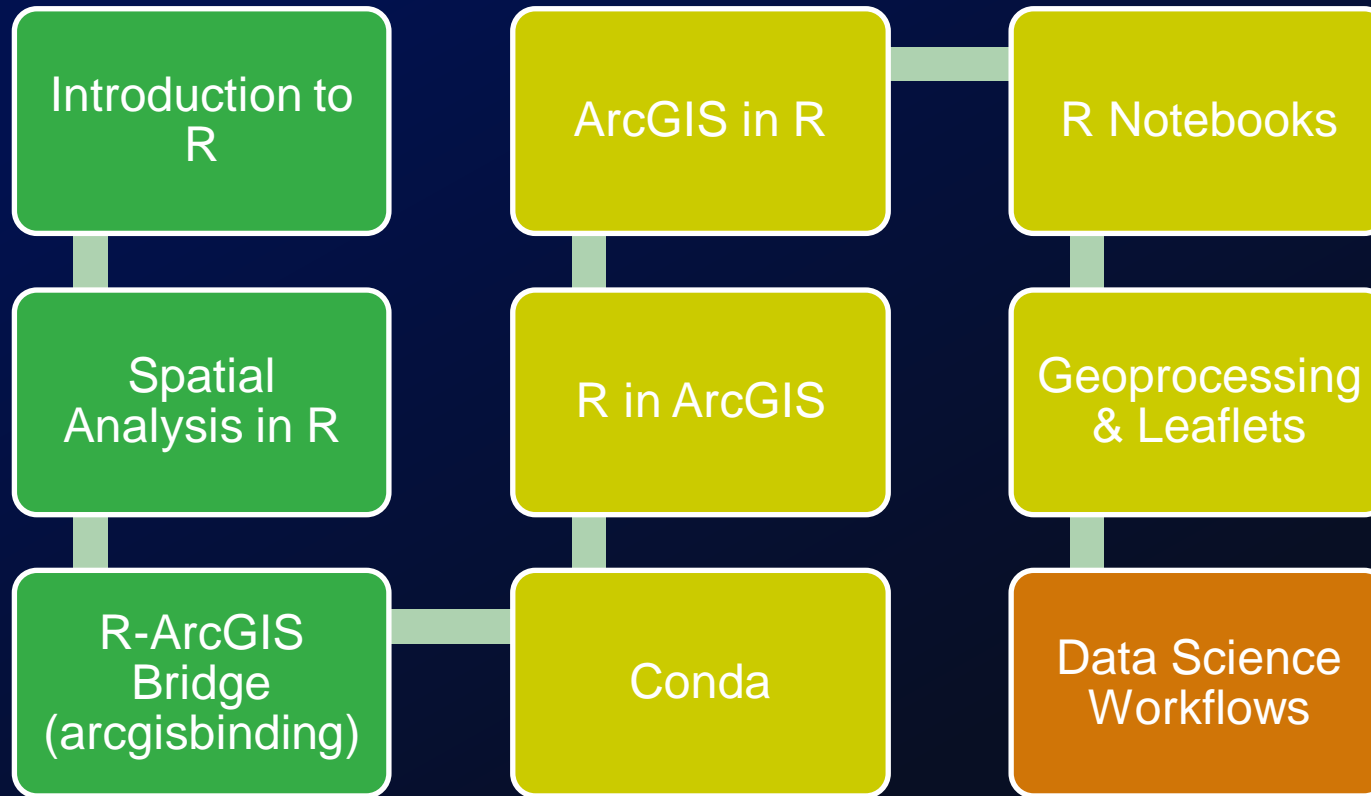 Introduction to
R
Spatial
Analysis in R
R-ArcGIS
Bridge
(arcgisbinding)
Conda
R in ArcGIS
ArcGIS in R
R Notebooks
Geoprocessing
& Leaflets
Data Science
Workflows